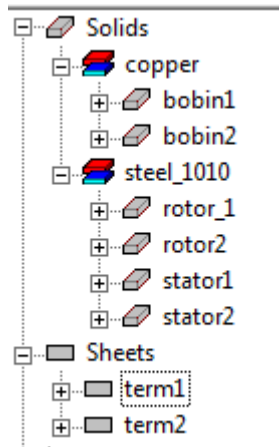 Solids
copper
bobin1
bobin2
steel_1010
rotor_1
rotor2
stator1
stator2
Sheets
term1
term2